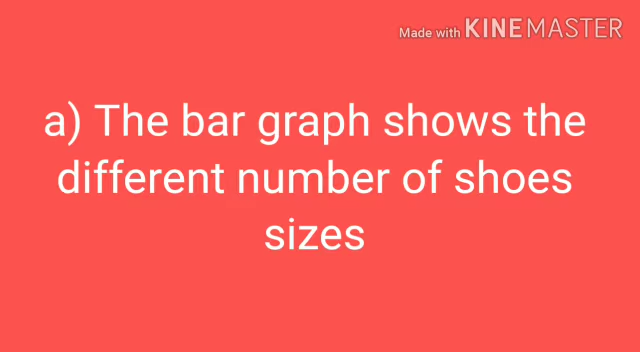 Made with KINEMASTER
a) The bar graph shows the
different number of shoes
sizes